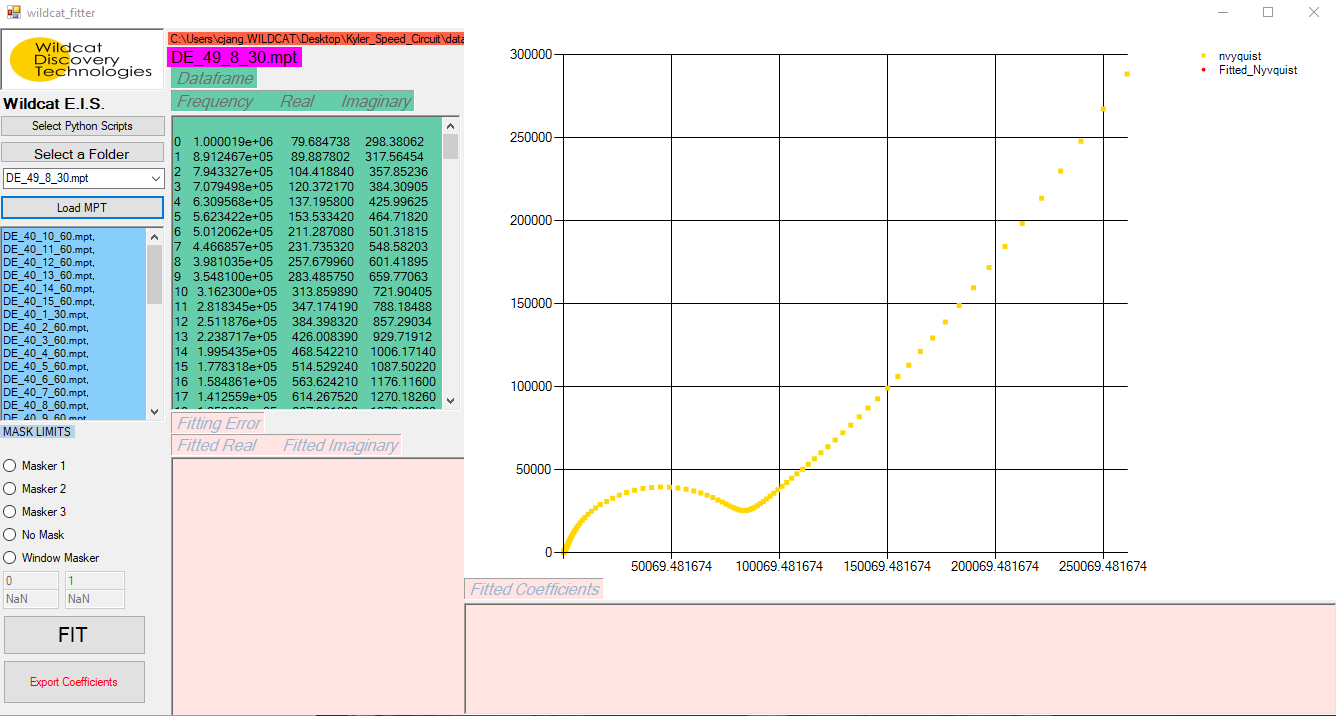 wildcat_fitter
Wildcat
Discovery
Technologies
Wildcat E.I.S.
Select Python Scripts
Select a Folder
DE_49_8_30.mpt
Load MPT
DE_40_10_60.mpt,
DE_40_11_60.mpt,
DE_40_12_60.mpt,
DE_40_13_60.mpt,
DE_40_14_60.mpt,
DE_40_15_60.mpt,
DE_40_1_30.mpt,
DE_40_2_60.mpt,
DE_40_3_60.mpt,
DE_40_4_60.mpt,
DE_40_5_60.mpt,
DE_40_6_60.mpt,
DE_40_7_60.mpt,
DE_40_8_60.mpt,
DE_40_9_60.mpt,
MASK LIMITS
Masker 1
Masker 2
Masker 3
No Mask
Window Masker
0 1
NaN NaN
FIT
Export Coefficients
C:\Users\cjang.WILDCAT\Desktop\Kyler_Speed_Circuit\data
DE_49_8_30.mpt
Dataframe
Frequency Real Imaginary
0 1.000019e+06 79.684738 298.38062
1 8.912467e+05 89.887802 317.56454
2 7.943327e+05 104.418840 357.85236
3 7.079498e+05 120.372170 384.30905
4 6.309568e+05 137.195800 425.99625
5 5.623422e+05 153.533420 464.71820
6 5.012062e+05 211.287080 501.31815
7 4.466857e+05 231.735320 548.58203
8 3.981035e+05 257.679960 601.41895
9 3.548100e+05 283.485750 659.77063
10 3.162300e+05 313.859890 721.90405
11 2.818345e+05 347.174190 788.18488
12 2.511876e+05 384.398320 857.29034
13 2.238717e+05 426.008390 929.71912
14 1.995435e+05 468.542210 1006.17140
15 1.778318e+05 514.529240 1087.50220
16 1.584861e+05 563.624210 1176.11600
17 1.412559e+05 614.267520 1270.18260
Fitting Error
Fitted Real Fitted Imaginary
300000
250000
200000
150000
100000
50000
0
50069.481674 100069.481674 150069.481674 200069.481674 250069.481674
nvyquist
Fitted_Nyvquist
Fitted Coefficients